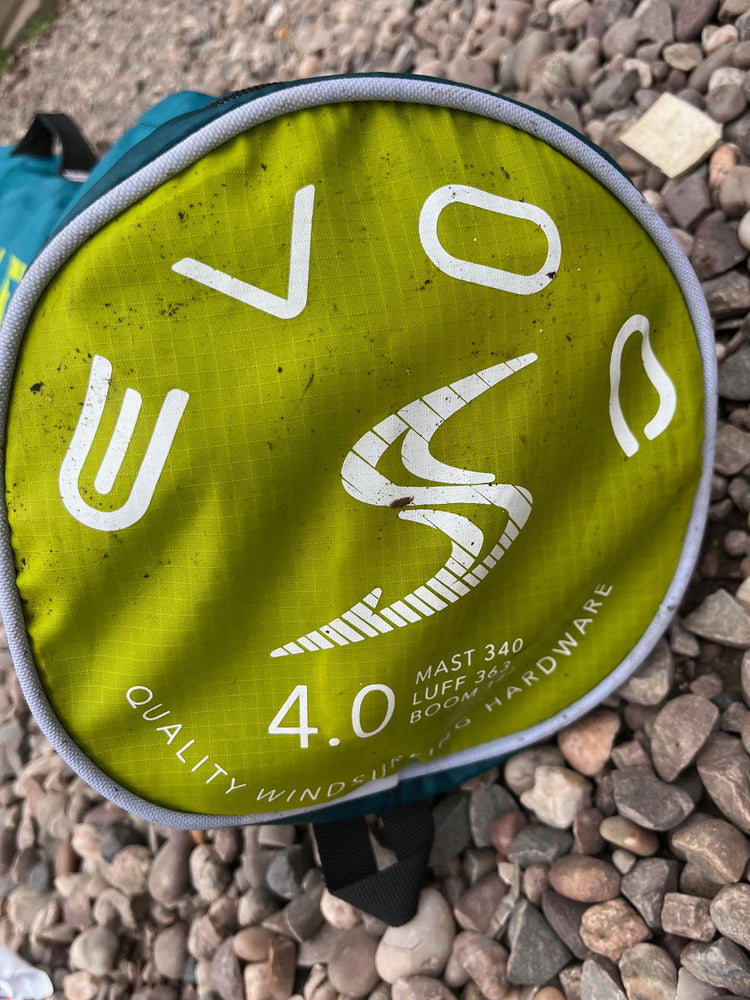 EVO
4.0
MAST 340
LUFF 363
BOOM
QUALITY WINDSURFING HARDWARE